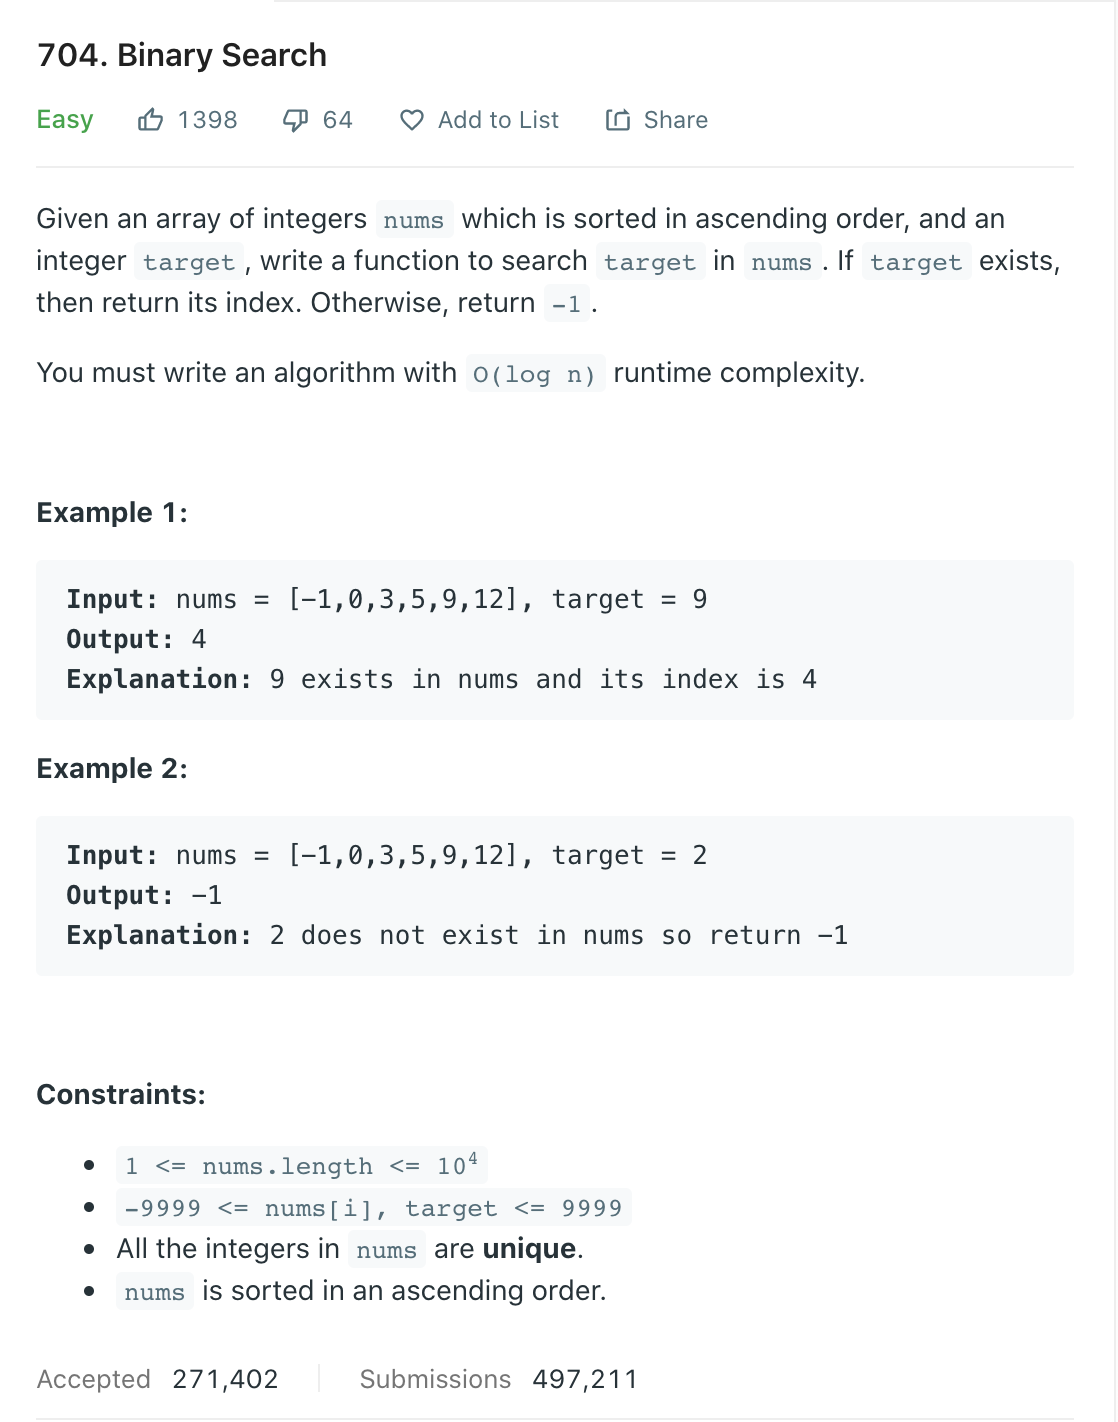 704. Binary Search
Easy 1398 64 Add to List Share
Given an array of integers nums which is sorted in ascending order, and an
integer target, write a function to search target in nums. If target exists,
then return its index. Otherwise, return -1.
You must write an algorithm with O(log n) runtime complexity.
Example 1:
Input: nums = [-1,0,3,5,9,12], target = 9
Output: 4
Explanation: 9 exists in nums and its index is 4
Example 2:
Input: nums = [-1,0,3,5,9,12], target = 2
Output: -1
Explanation: 2 does not exist in nums so return -1
Constraints:
1 <= nums.length <= 10⁴
-9999 <= nums[i], target <= 9999
All the integers in nums are unique.
nums is sorted in an ascending order.
Accepted 271,402 Submissions 497,211